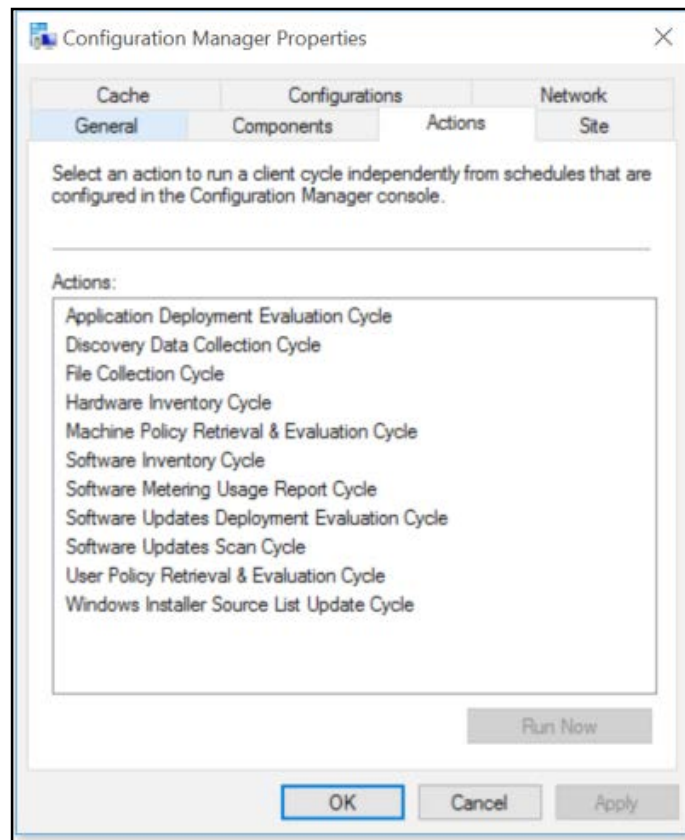 Configuration Manager Properties
Cache Configurations Network
General Components Actions Site
Select an action to run a client cycle independently from schedules that are
configured in the Configuration Manager console.
Actions:
Application Deployment Evaluation Cycle
Discovery Data Collection Cycle
File Collection Cycle
Hardware Inventory Cycle
Machine Policy Retrieval & Evaluation Cycle
Software Inventory Cycle
Software Metering Usage Report Cycle
Software Updates Deployment Evaluation Cycle
Software Updates Scan Cycle
User Policy Retrieval & Evaluation Cycle
Windows Installer Source List Update Cycle
Run Now
OK Cancel Apply